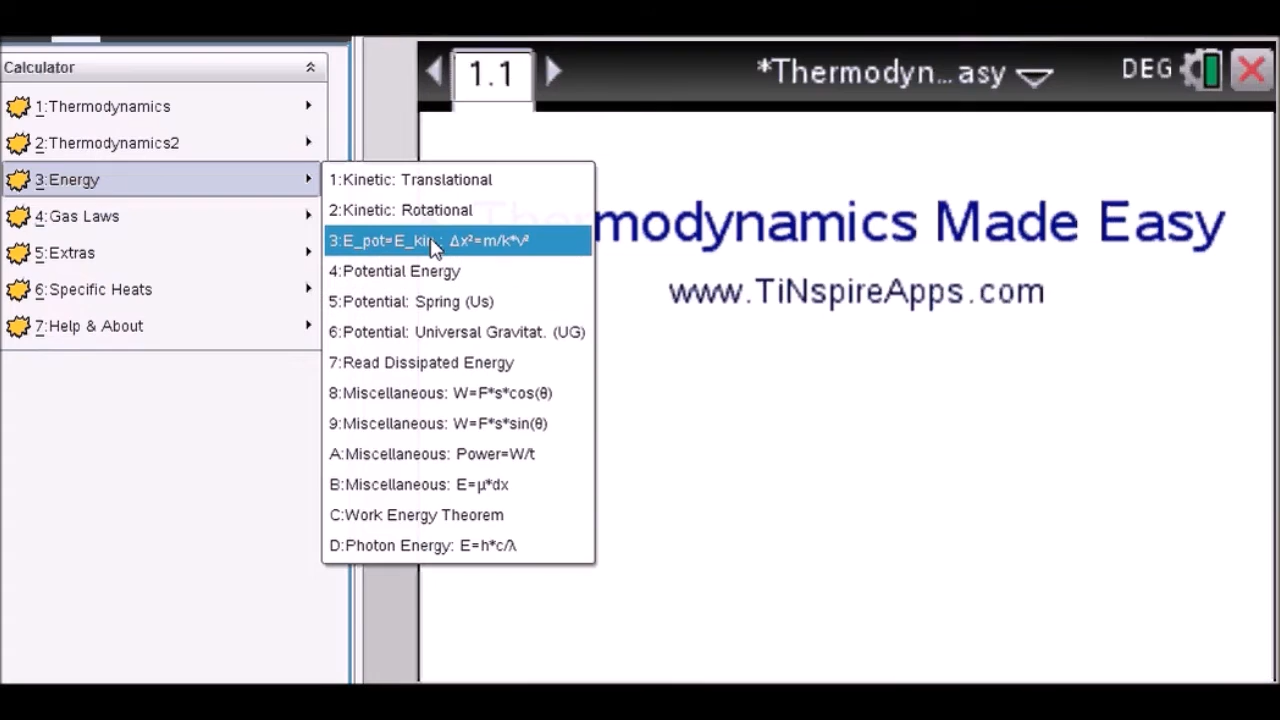 Calculator
1:Thermodynamics
2:Thermodynamics2
3:Energy
4:Gas Laws
5:Extras
6:Specific Heats
7:Help & About
1:Kinetic: Translational
2:Kinetic: Rotational
3:E_pot=E_kin: Δx²=m/k*v²
4:Potential Energy
5:Potential: Spring (Us)
6:Potential: Universal Gravitat. (UG)
7:Read Dissipated Energy
8:Miscellaneous: W=F*s*cos(θ)
9:Miscellaneous: W=F*s*sin(θ)
A:Miscellaneous: Power=W/t
B:Miscellaneous: E=µ*dx
C:Work Energy Theorem
D:Photon Energy: E=h*c/λ
1.1
*Thermodyn...asy
DEG
Thermodynamics Made Easy
www.TiNspireApps.com